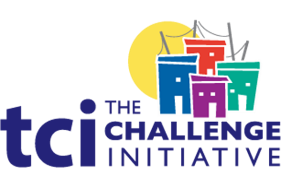 tci THE
CHALLENGE
INITIATIVE